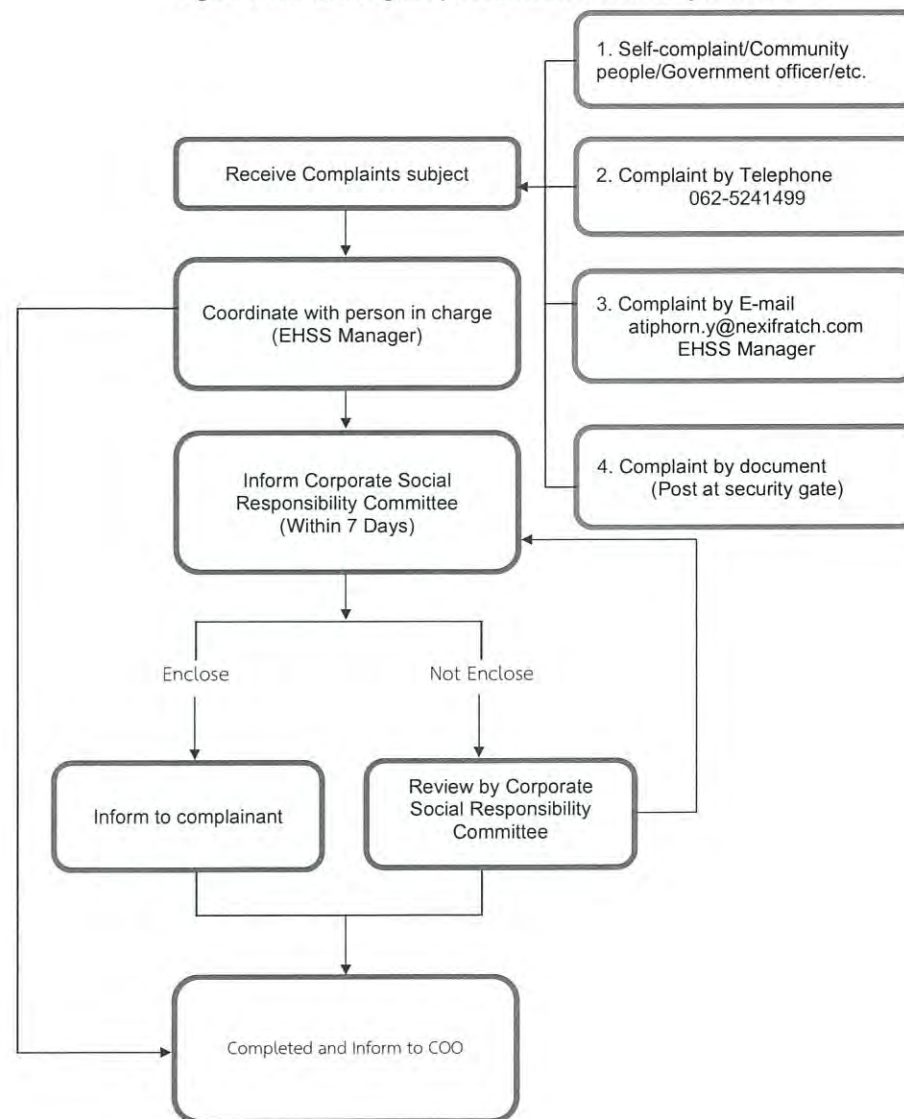 1. Self-complaint/Community
people/Government officer/etc.
Receive Complaints subject
2. Complaint by Telephone
062-5241499
Coordinate with person in charge
(EHSS Manager)
3. Complaint by E-mail
atiphorn.y@nexifratch.com
EHSS Manager
Inform Corporate Social
Responsibility Committee
(Within 7 Days)
4. Complaint by document
(Post at security gate)
Enclose
Not Enclose
Inform to complainant
Review by Corporate
Social Responsibility
Committee
Completed and Inform to COO